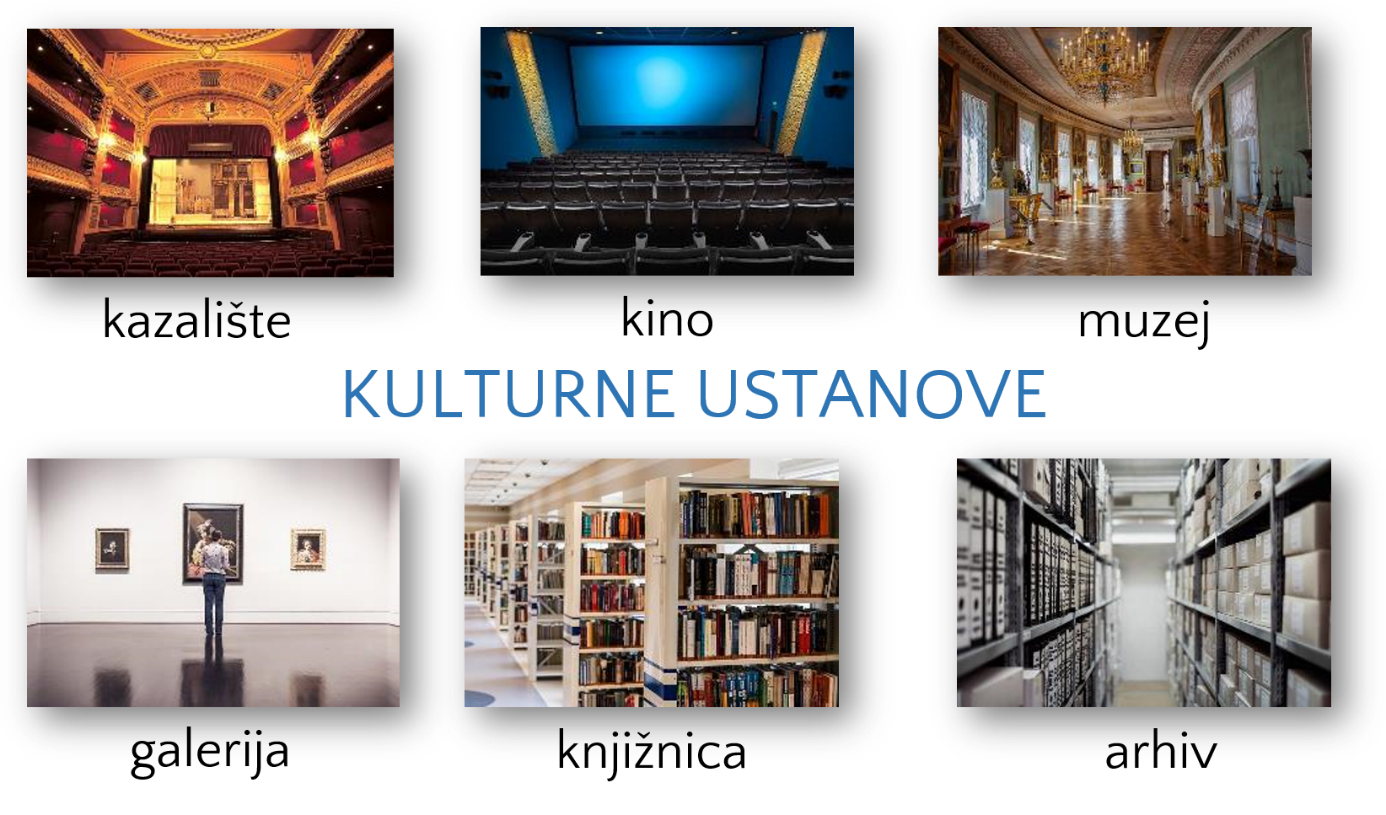 kazalište
kino
muzej
KULTURNE USTANOVE
galerija
knjižnica
arhiv